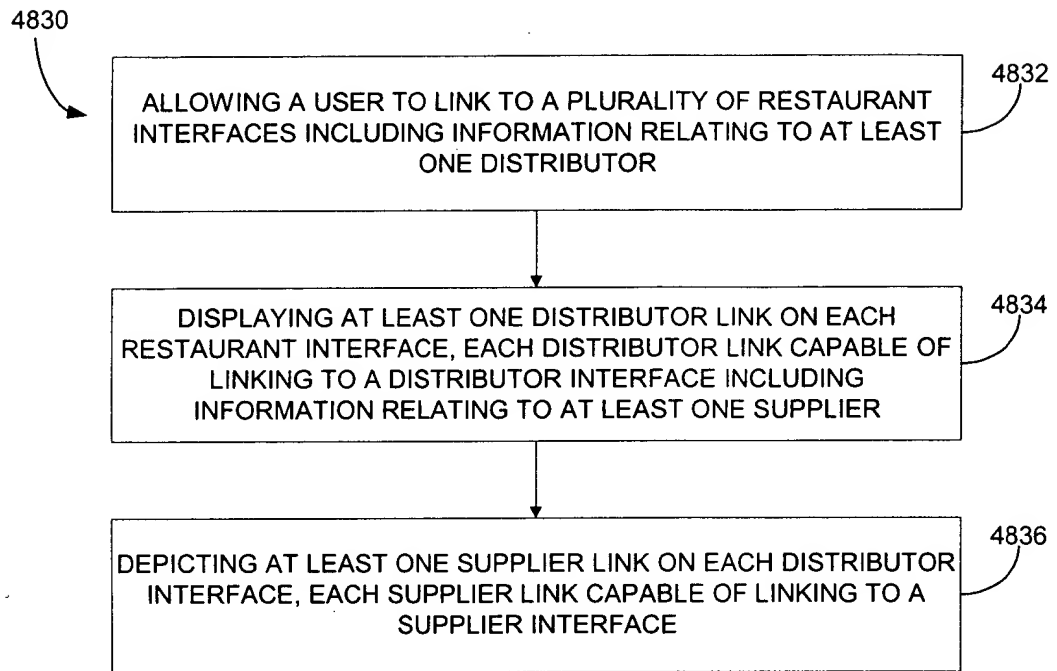 4830
4832
ALLOWING A USER TO LINK TO A PLURALITY OF RESTAURANT
INTERFACES INCLUDING INFORMATION RELATING TO AT LEAST
ONE DISTRIBUTOR
4834
DISPLAYING AT LEAST ONE DISTRIBUTOR LINK ON EACH
RESTAURANT INTERFACE, EACH DISTRIBUTOR LINK CAPABLE OF
LINKING TO A DISTRIBUTOR INTERFACE INCLUDING
INFORMATION RELATING TO AT LEAST ONE SUPPLIER
4836
DEPICTING AT LEAST ONE SUPPLIER LINK ON EACH DISTRIBUTOR
INTERFACE, EACH SUPPLIER LINK CAPABLE OF LINKING TO A
SUPPLIER INTERFACE